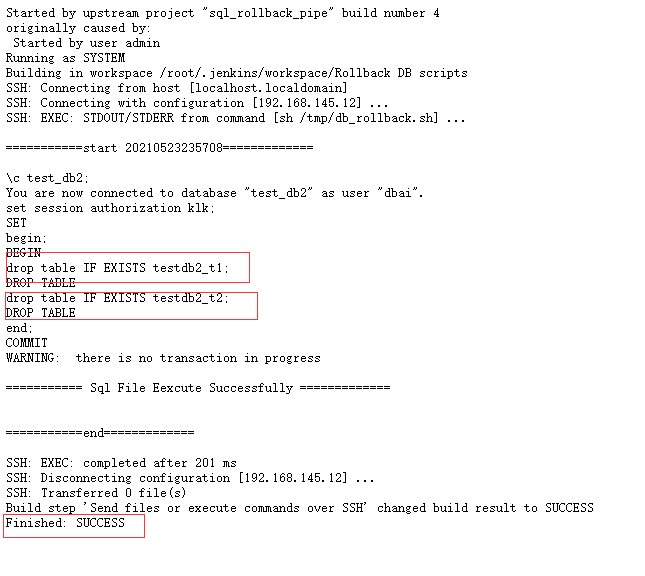 Started by upstream project "sql_rollback_pipe" build number 4
originally caused by:
 Started by user admin
Running as SYSTEM
Building in workspace /root/.jenkins/workspace/Rollback DB scripts
SSH: Connecting from host [localhost.localdomain]
SSH: Connecting with configuration [192.168.145.12] ...
SSH: EXEC: STDOUT/STDERR from command [sh /tmp/db_rollback.sh] ...
===========start 20210523235708=============
\c test_db2;
You are now connected to database "test_db2" as user "dbai".
set session authorization klk;
SET
begin;
BEGIN
drop table IF EXISTS testdb2_t1;
DROP TABLE
drop table IF EXISTS testdb2_t2;
DROP TABLE
end;
COMMIT
WARNING:  there is no transaction in progress
=========== Sql File Eexcute Successfully =============
===========end=============
SSH: EXEC: completed after 201 ms
SSH: Disconnecting configuration [192.168.145.12] ...
SSH: Transferred 0 file(s)
Build step 'Send files or execute commands over SSH' changed build result to SUCCESS
Finished: SUCCESS